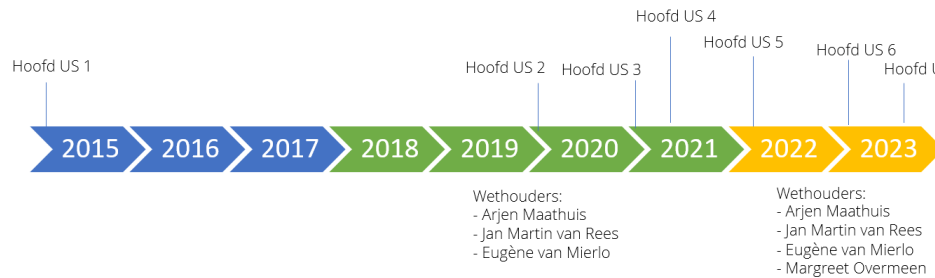 Hoofd US 4
Hoofd US 5
Hoofd US 6
Hoofd US 1
Hoofd US 2
Hoofd US 3
Hoofd
2015
2016
2017
2018
2019
2020
2021
2022
2023
Wethouders:
- Arjen Maathuis
- Jan Martin van Rees
- Eugène van Mierlo
Wethouders:
- Arjen Maathuis
- Jan Martin van Rees
- Eugène van Mierlo
- Margreet Overmeen